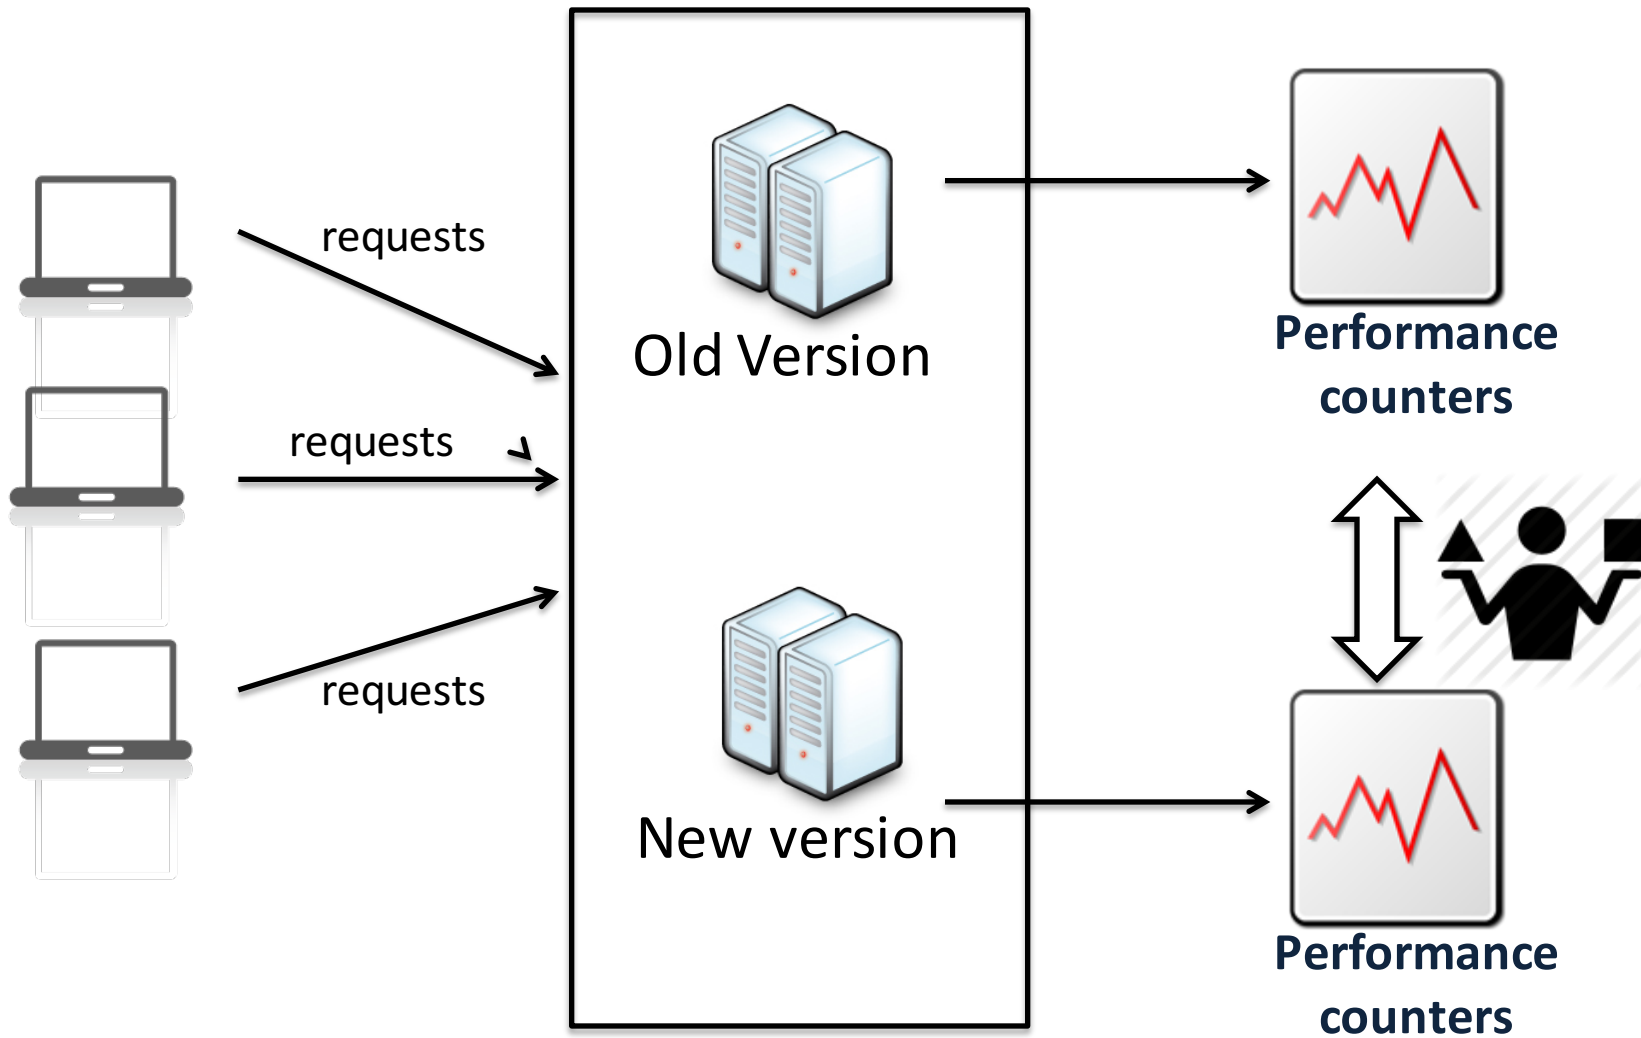 requests
requests
requests
Old Version
New version
Performance
counters
Performance
counters